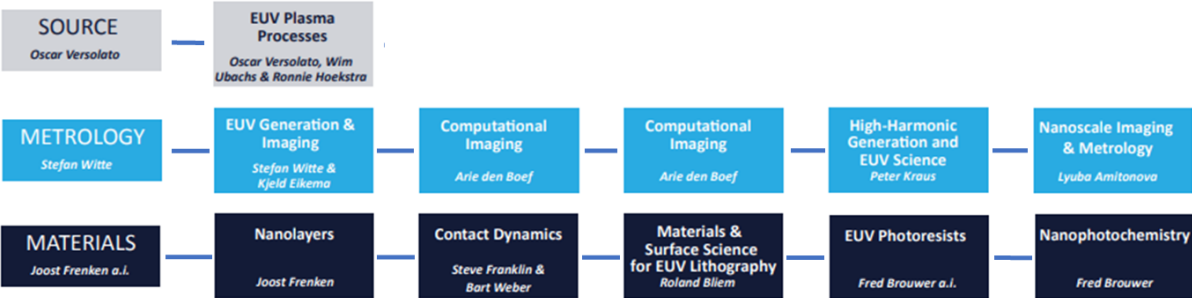 SOURCE
Oscar Versolato
EUV Plasma
Processes
Oscar Versolato, Wim
Ubachs & Ronnie Hoekstra
METROLOGY
Stefan Witte
EUV Generation &
Imaging
Stefan Witte &
Kjeld Eikema
Computational
Imaging
Arie den Boef
Computational
Imaging
Arie den Boef
High-Harmonic
Generation and
EUV Science
Peter Kraus
Nanoscale Imaging
& Metrology
Lyuba Amitonova
MATERIALS
Joost Frenken a.i.
Nanolayers
Joost Frenken
Contact Dynamics
Steve Franklin &
Bart Weber
Materials &
Surface Science
for EUV Lithography
Roland Bliem
EUV Photoresists
Fred Brouwer a.i.
Nanophotochemistry
Fred Brouwer